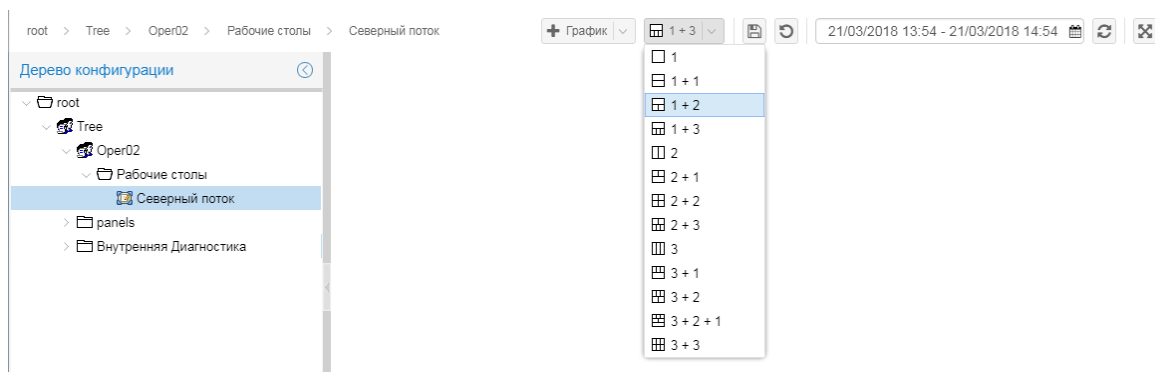 root > Tree > Oper02 > Рабочие столы > Северный поток
График 1 + 3 21/03/2018 13:54 - 21/03/2018 14:54
Дерево конфигурации
root
Tree
Oper02
Рабочие столы
Северный поток
panels
Внутренняя Диагностика
1
1 + 1
1 + 2
1 + 3
2
2 + 1
2 + 2
2 + 3
3
3 + 1
3 + 2
3 + 2 + 1
3 + 3